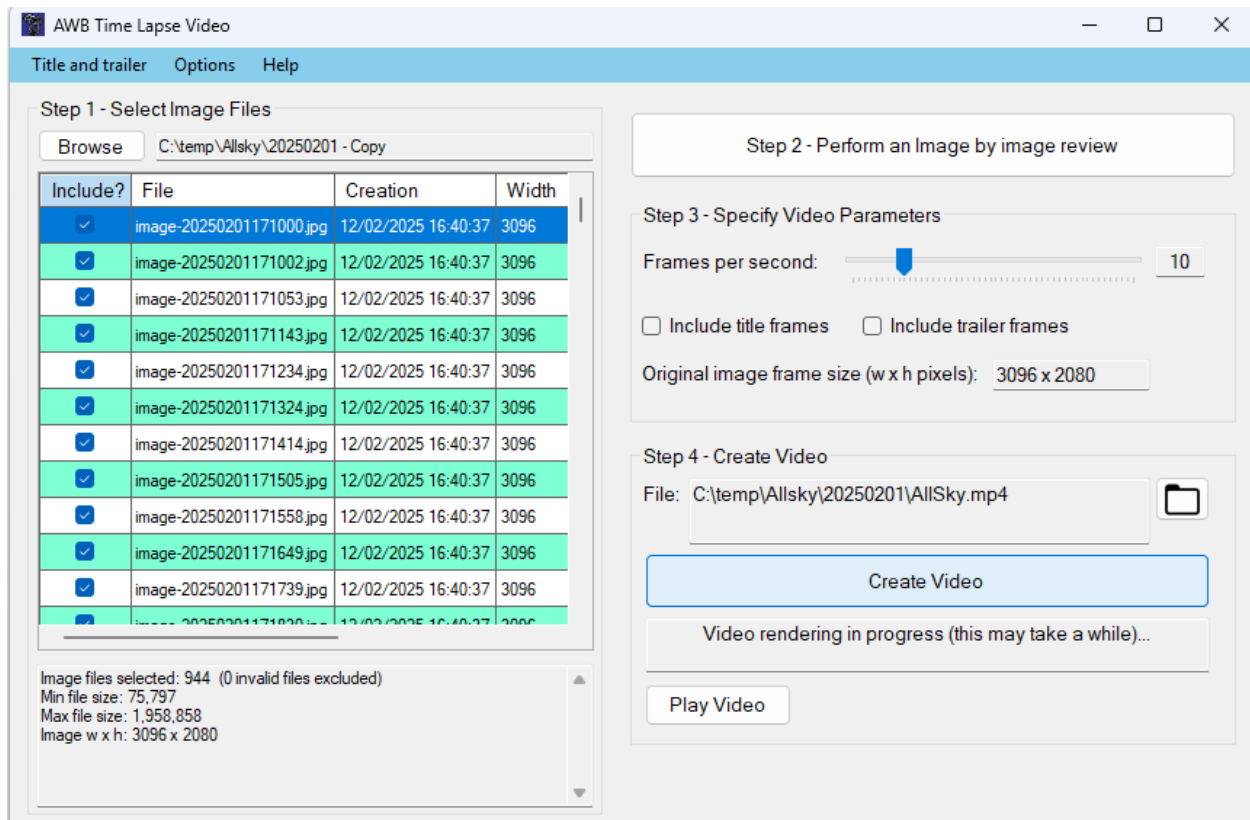 AWB Time Lapse Video
Title and trailer Options Help
Step 1 - Select Image Files
Browse C:\temp\Allsky\20250201 - Copy
Include? File Creation Width
image-20250201171000.jpg 12/02/2025 16:40:37 3096
image-20250201171002.jpg 12/02/2025 16:40:37 3096
image-20250201171053.jpg 12/02/2025 16:40:37 3096
image-20250201171143.jpg 12/02/2025 16:40:37 3096
image-20250201171234.jpg 12/02/2025 16:40:37 3096
image-20250201171324.jpg 12/02/2025 16:40:37 3096
image-20250201171414.jpg 12/02/2025 16:40:37 3096
image-20250201171505.jpg 12/02/2025 16:40:37 3096
image-20250201171558.jpg 12/02/2025 16:40:37 3096
image-20250201171649.jpg 12/02/2025 16:40:37 3096
image-20250201171739.jpg 12/02/2025 16:40:37 3096
Image files selected: 944 (0 invalid files excluded)
Min file size: 75,797
Max file size: 1,958,858
Image w x h: 3096 x 2080
Step 2 - Perform an Image by image review
Step 3 - Specify Video Parameters
Frames per second: 10
Include title frames Include trailer frames
Original image frame size (w x h pixels): 3096 x 2080
Step 4 - Create Video
File: C:\temp\Allsky\20250201\AllSky.mp4
Create Video
Video rendering in progress (this may take a while)...
Play Video